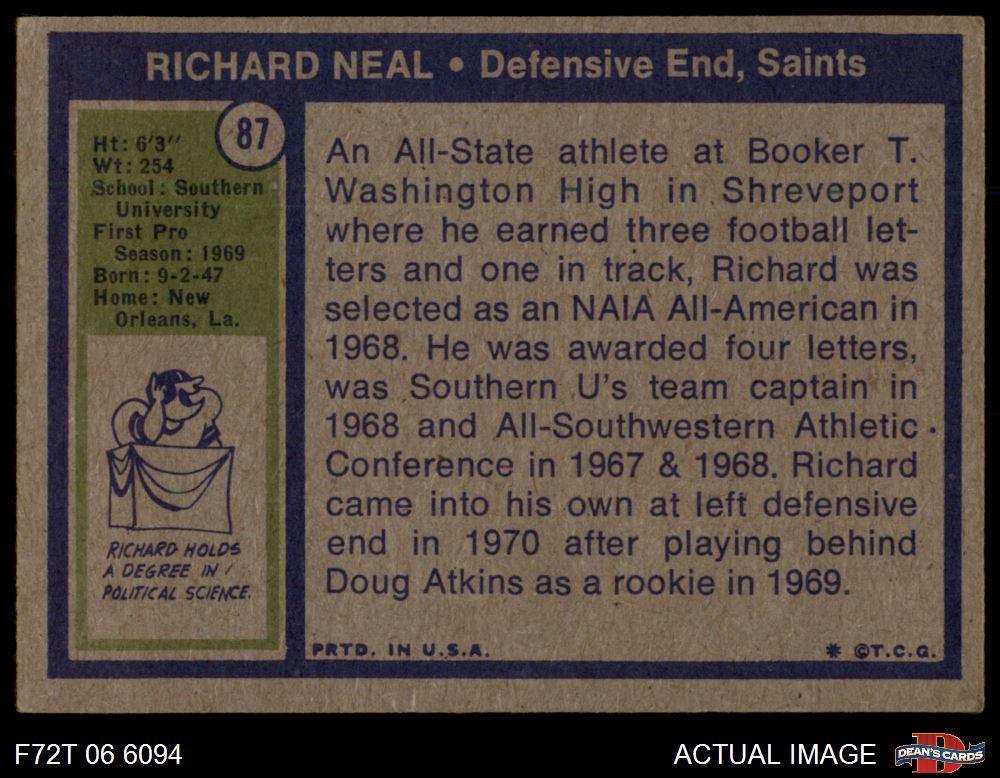 RICHARD NEAL • Defensive End, Saints
87
Ht: 6'3''
Wt: 254
School: Southern
University
First Pro
Season: 1969
Born: 9-2-47
Home: New
Orleans, La.
RICHARD HOLDS
A DEGREE IN
POLITICAL SCIENCE.
An All-State athlete at Booker T.
Washington High in Shreveport
where he earned three football let-
ters and one in track, Richard was
selected as an NAIA All-American in
1968. He was awarded four letters,
was Southern U's team captain in
1968 and All-Southwestern Athletic
Conference in 1967 & 1968. Richard
came into his own at left defensive
end in 1970 after playing behind
Doug Atkins as a rookie in 1969.
PRTD. IN U.S.A.
* ©T.C.G.
F72T 06 6094
ACTUAL IMAGE
DEAN'S CARDS